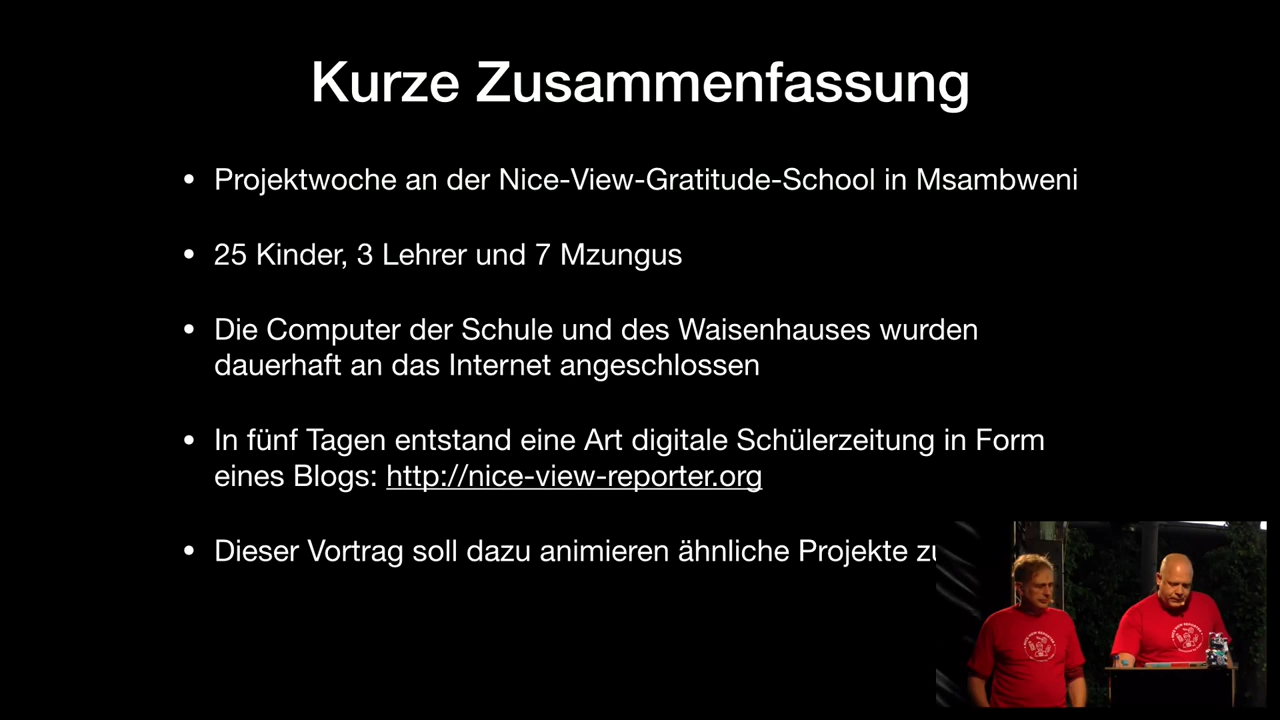 Kurze Zusammenfassung
• Projektwoche an der Nice-View-Gratitude-School in Msambweni
• 25 Kinder, 3 Lehrer und 7 Mzungus
• Die Computer der Schule und des Waisenhauses wurden
dauerhaft an das Internet angeschlossen
• In fünf Tagen entstand eine Art digitale Schülerzeitung in Form
eines Blogs: http://nice-view-reporter.org
• Dieser Vortrag soll dazu animieren ähnliche Projekte